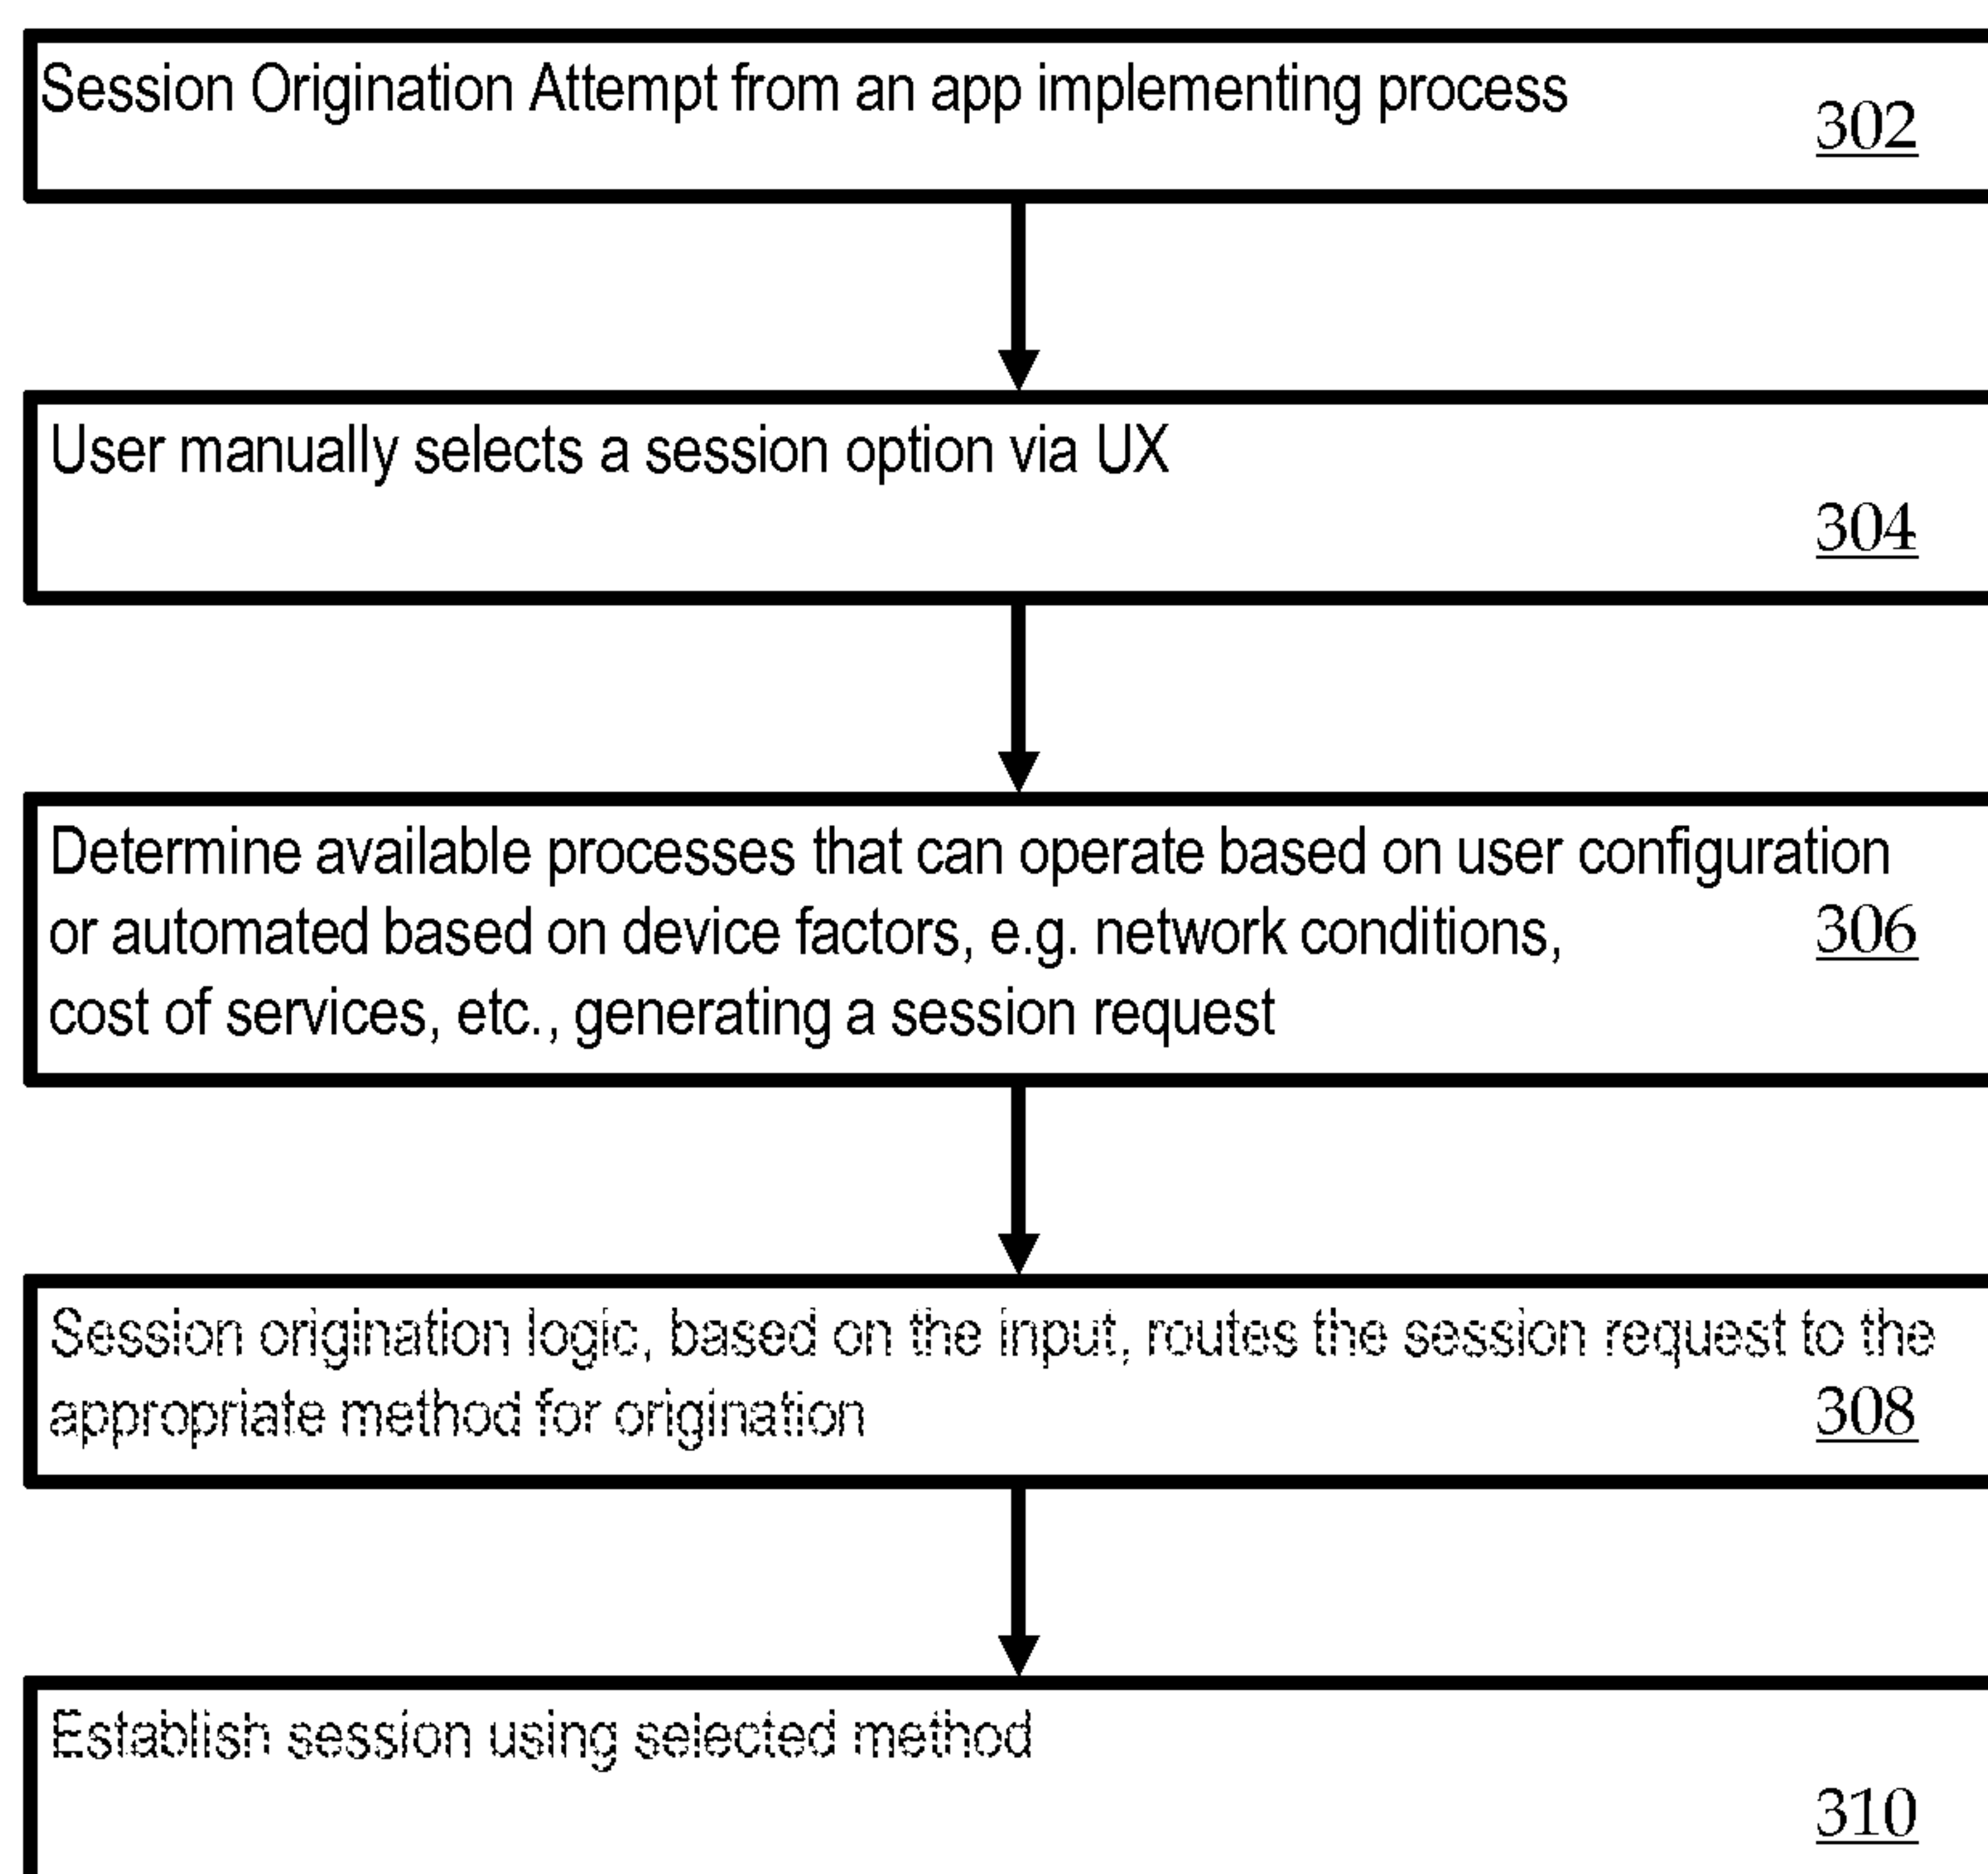 Session Origination Attempt from an app implementing process
302
User manually selects a session option via UX
304
Determine available processes that can operate based on user configuration
or automated based on device factors, e.g. network conditions,
306
cost of services, etc., generating a session request
Session origination logic, based on the input, routes the session request to the
appropriate method for origination
308
Establish session using selected method
310